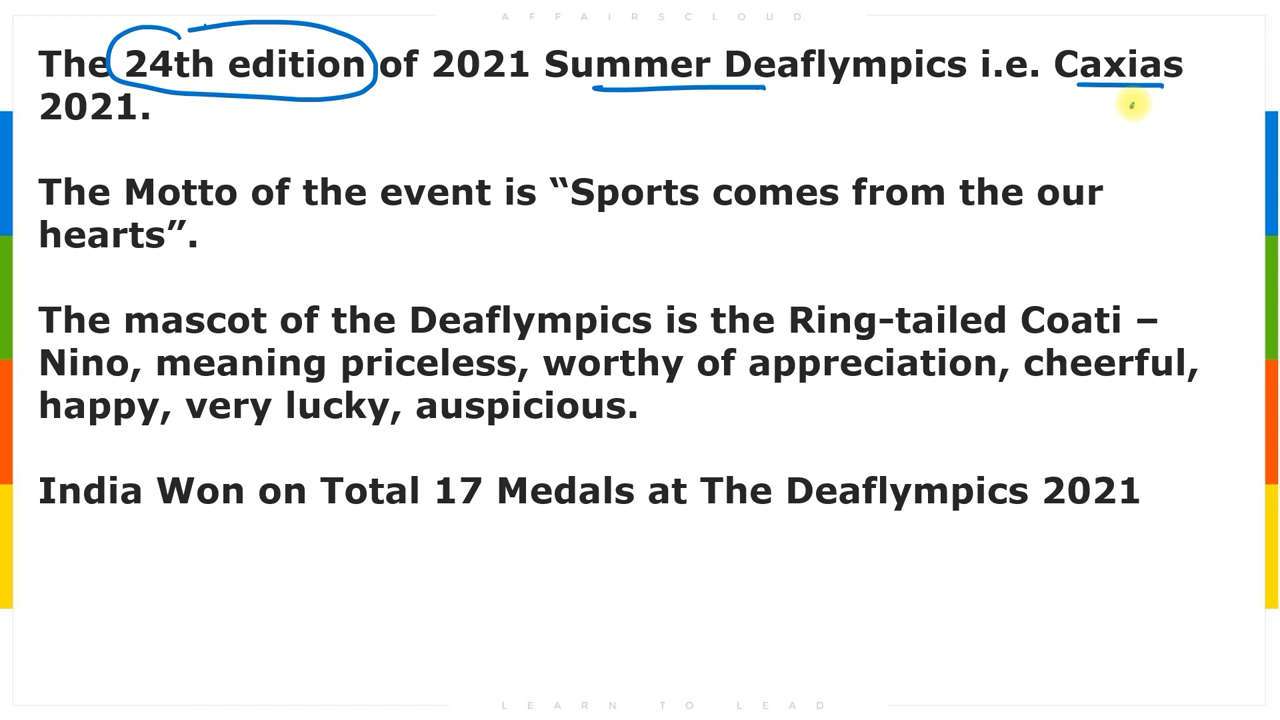 AFFAIRSCLOUD
The 24th edition of 2021 Summer Deaflympics i.e. Caxias
2021.
The Motto of the event is “Sports comes from the our
hearts”.
The mascot of the Deaflympics is the Ring-tailed Coati –
Nino, meaning priceless, worthy of appreciation, cheerful,
happy, very lucky, auspicious.
India Won on Total 17 Medals at The Deaflympics 2021
LEARN TO LEAD